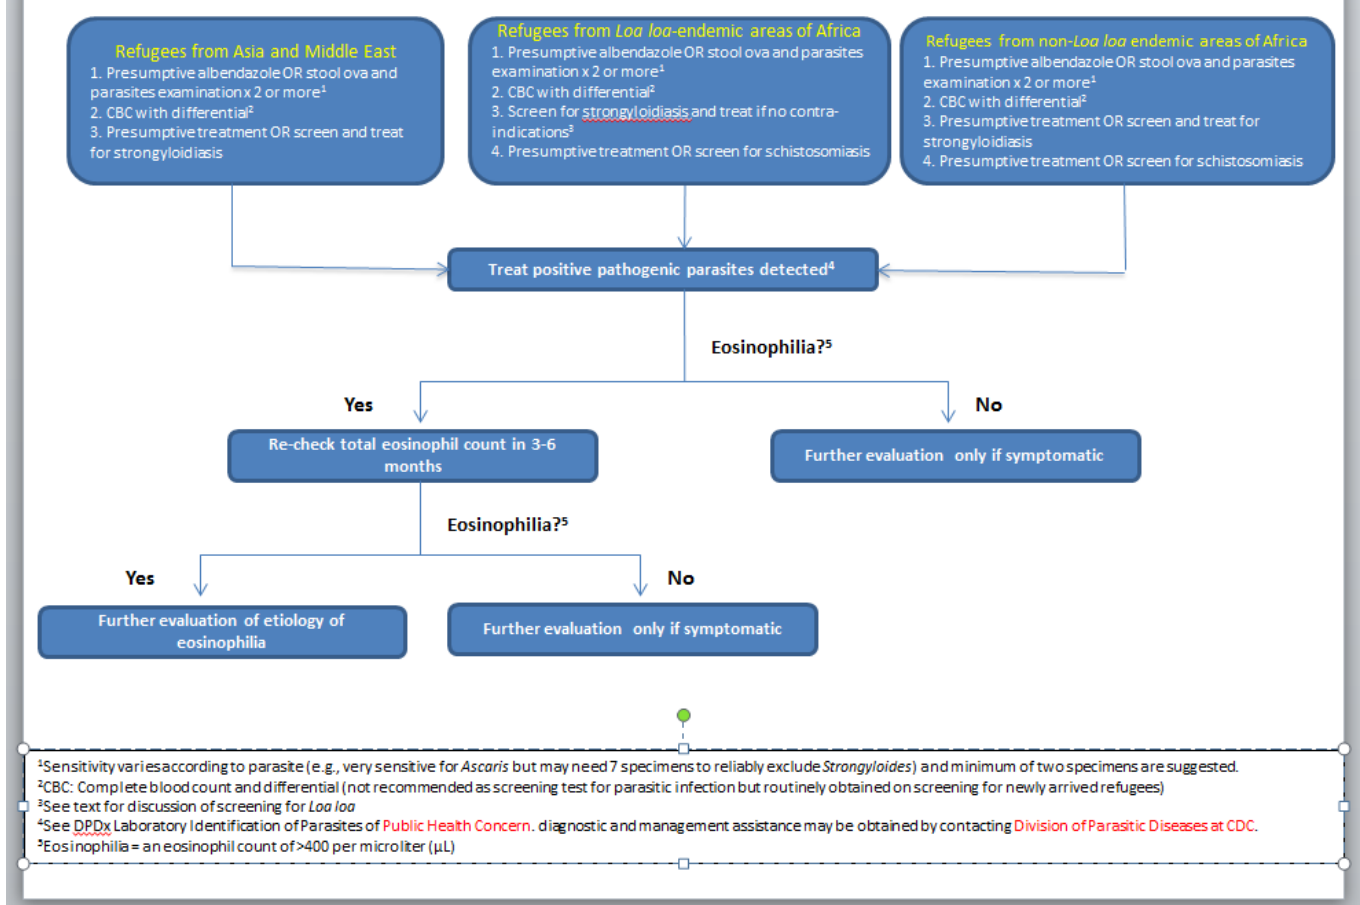 Refugees from Asia and Middle East
1. Presumptive albendazole OR stool ova and
parasites examination x 2 or more¹
2. CBC with differential²
3. Presumptive treatment OR screen and treat
for strongyloidiasis
Refugees from Loa loa-endemic areas of Africa
1. Presumptive albendazole OR stool ova and parasites
examination x 2 or more¹
2. CBC with differential²
3. Screen for strongyloidiasis and treat if no contra-
indications³
4. Presumptive treatment OR screen for schistosomiasis
Refugees from non-Loa loa endemic areas of Africa
1. Presumptive albendazole OR stool ova and parasites
examination x 2 or more¹
2. CBC with differential²
3. Presumptive treatment OR screen and treat for
strongyloidiasis
4. Presumptive treatment OR screen for schistosomiasis
Treat positive pathogenic parasites detected⁴
Eosinophilia?⁵
Yes
No
Re-check total eosinophil count in 3-6
months
Further evaluation only if symptomatic
Eosinophilia?⁵
Yes
No
Further evaluation of etiology of
eosinophilia
Further evaluation only if symptomatic
¹Sensitivity varies according to parasite (e.g., very sensitive for Ascaris but may need 7 specimens to reliably exclude Strongyloides) and minimum of two specimens are suggested.
²CBC: Complete blood count and differential (not recommended as screening test for parasitic infection but routinely obtained on screening for newly arrived refugees)
³See text for discussion of screening for Loa loa
⁴See DPDx Laboratory Identification of Parasites of Public Health Concern. diagnostic and management assistance may be obtained by contacting Division of Parasitic Diseases at CDC.
⁵Eosinophilia = an eosinophil count of >400 per microliter (µL)